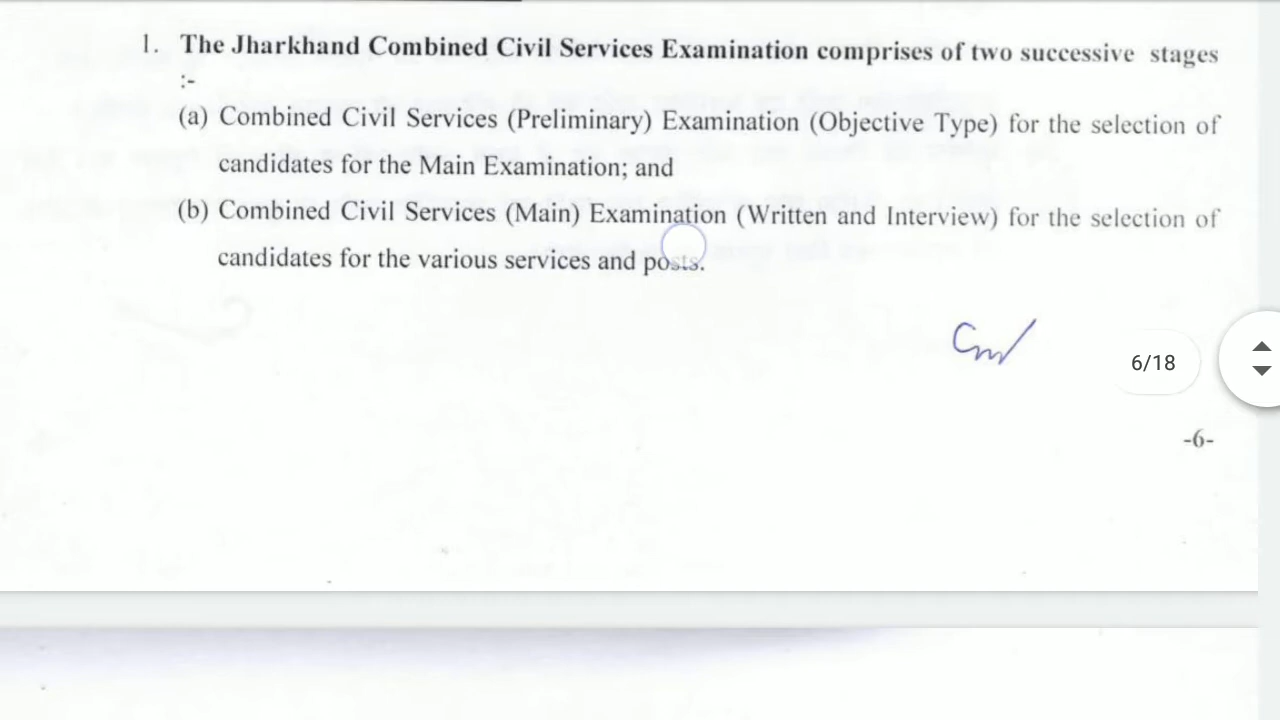 1. The Jharkhand Combined Civil Services Examination comprises of two successive stages
:-
(a) Combined Civil Services (Preliminary) Examination (Objective Type) for the selection of
candidates for the Main Examination; and
(b) Combined Civil Services (Main) Examination (Written and Interview) for the selection of
candidates for the various services and posts.
6/18
-6-